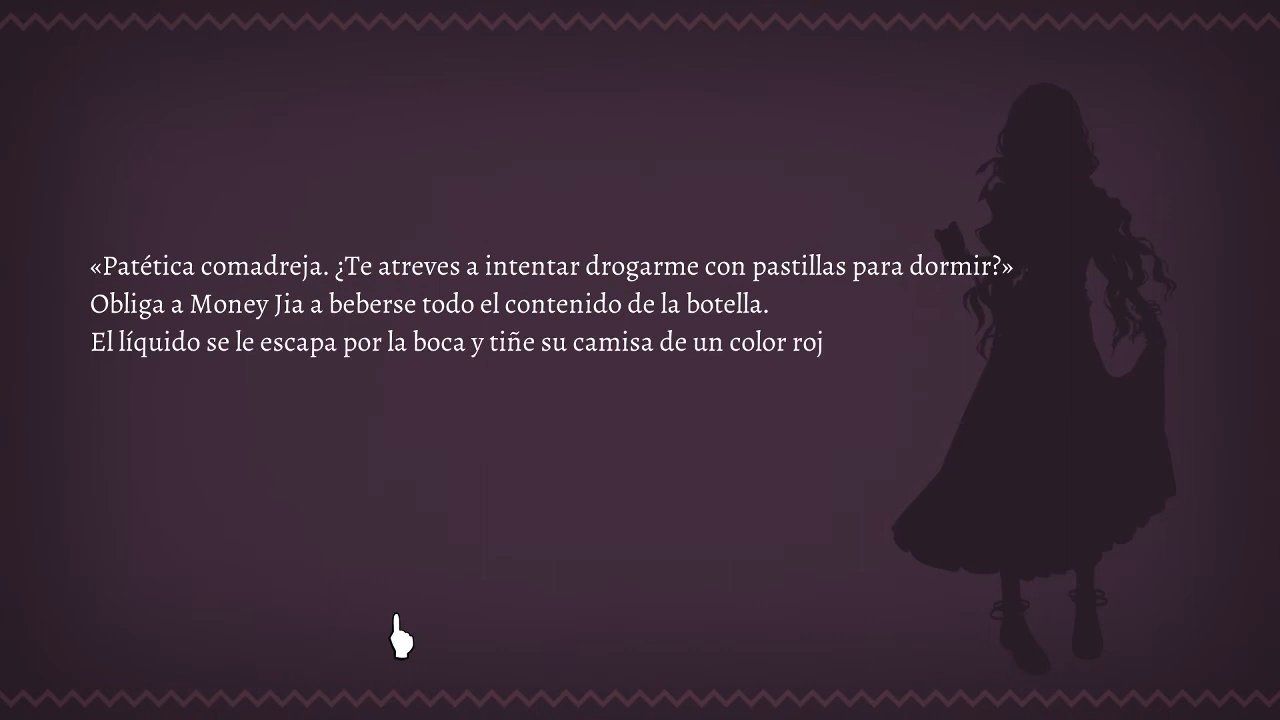 «Patética comadreja. ¿Te atreves a intentar drogarme con pastillas para dormir?»
Obliga a Money Jia a beberse todo el contenido de la botella.
El líquido se le escapa por la boca y tiñe su camisa de un color roj